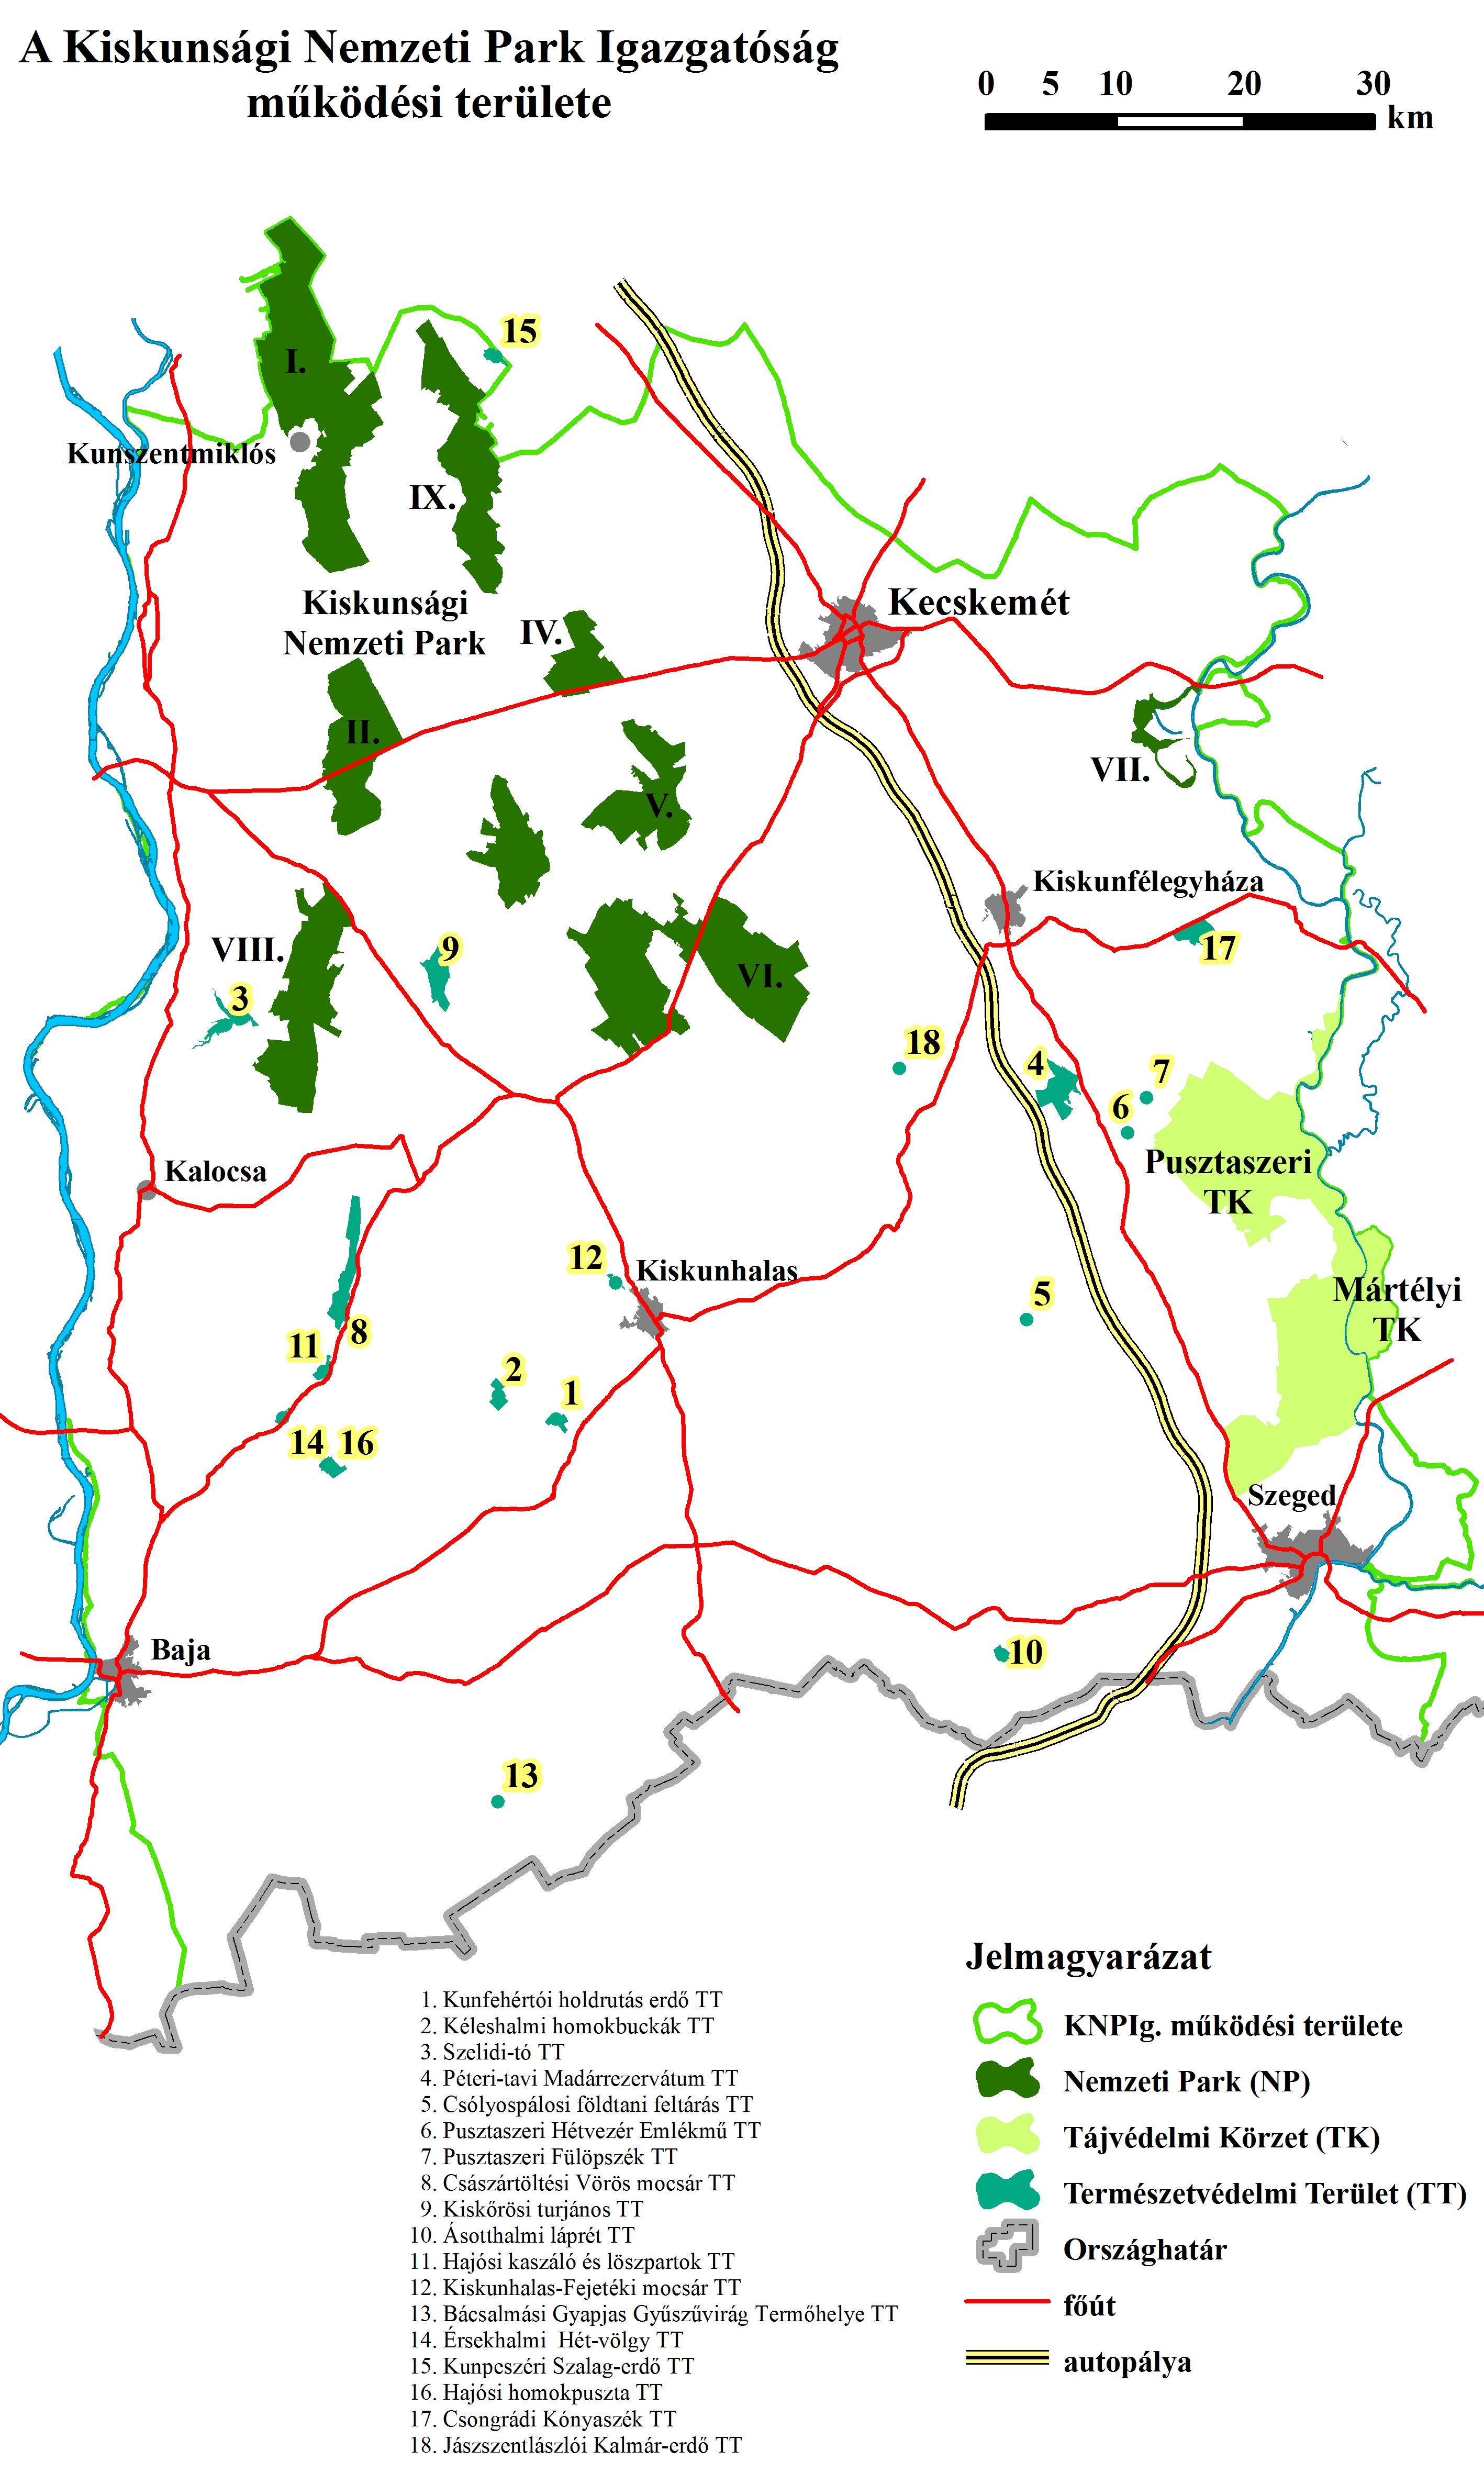 A Kiskunsági Nemzeti Park Igazgatóság
működési területe
0 5 10 20 30
km
15
I.
Kunszentmiklós
IX.
Kiskunsági
Nemzeti Park
IV.
Kecskemét
II.
VII.
V.
Kiskunfélegyháza
VIII.
9
17
VI.
3
18
4
7
6
Pusztaszeri
TK
Kalocsa
12
Kiskunhalas
5
Mártélyi
TK
8
11
2
1
14
16
Szeged
Baja
10
13
1. Kunfehértói holdrutás erdő TT
2. Kéleshalmi homokbuckák TT
3. Szelidi-tó TT
4. Péteri-tavi Madárrezervátum TT
5. Csólyospálosi földtani feltárás TT
6. Pusztaszeri Hétvezér Emlékmű TT
7. Pusztaszeri Fülöpszék TT
8. Császártöltési Vörös mocsár TT
9. Kiskőrösi turjános TT
10. Ásotthalmi láprét TT
11. Hajósi kaszáló és löszpartok TT
12. Kiskunhalas-Fejetéki mocsár TT
13. Bácsalmási Gyapjas Gyűszűvirág Termőhelye TT
14. Érsekhalmi Hét-völgy TT
15. Kunpeszéri Szalag-erdő TT
16. Hajósi homokpuszta TT
17. Csongrádi Kónyaszék TT
18. Jászszentlászlói Kalmár-erdő TT
Jelmagyarázat
KNPIg. működési területe
Nemzeti Park (NP)
Tájvédelmi Körzet (TK)
Természetvédelmi Terület (TT)
Országhatár
főút
autopálya